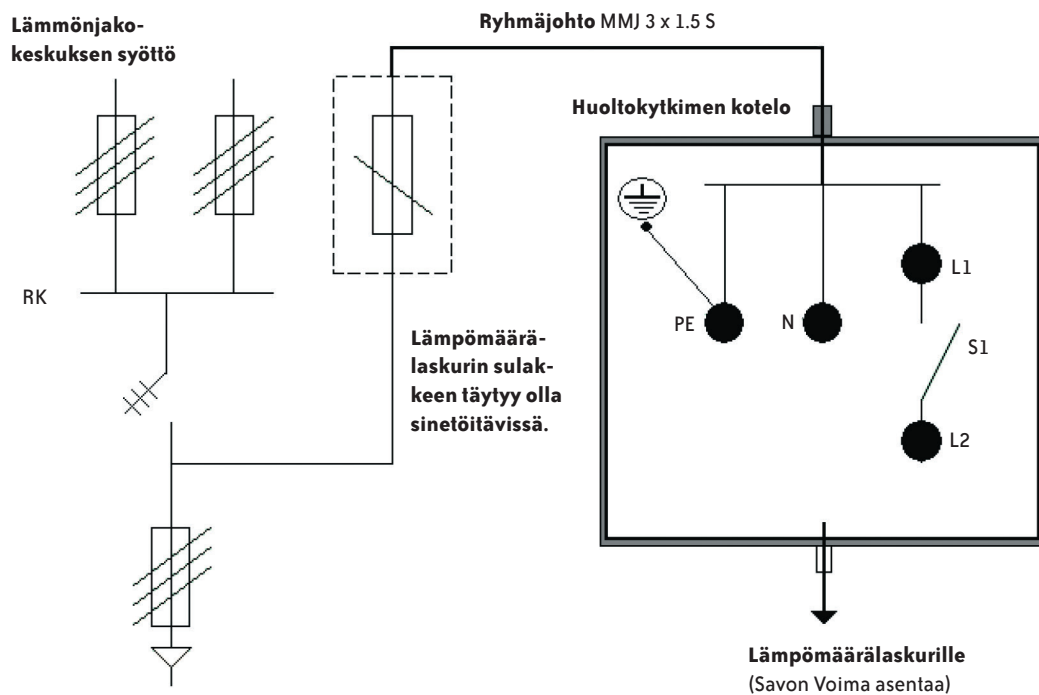 Lämmönjako-
keskuksen syöttö
Ryhmäjohto MMJ 3 x 1.5 S
Huoltokytkimen kotelo
RK
Lämpömäärä-
laskurin sulak-
keen täytyy olla
sinetöitävissä.
L1
PE
N
S1
L2
Lämpömäärälaskurille
(Savon Voima asentaa)